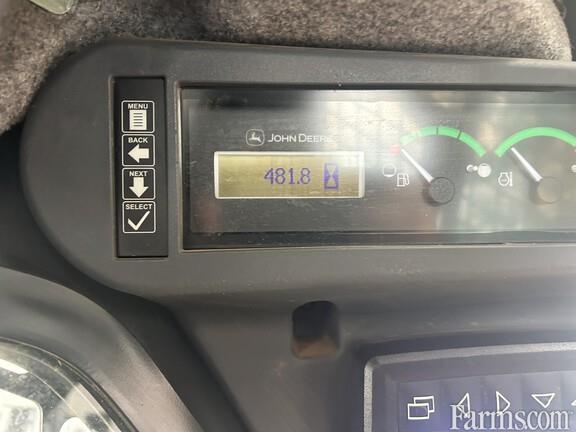 MENU
BACK
NEXT
SELECT
JOHN DEERE
481.8
Farms.com